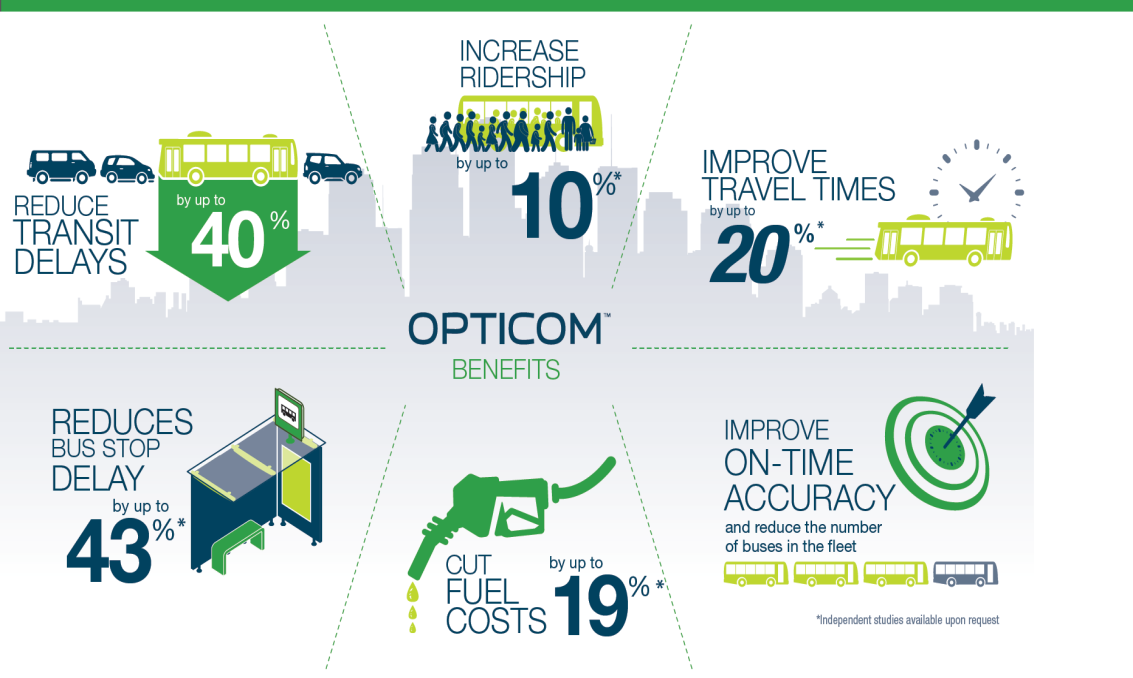 INCREASE
RIDERSHIP
by up to
10%*
REDUCE
TRANSIT
DELAYS
by up to
40%
IMPROVE
TRAVEL TIMES
by up to
20%*
OPTICOM™
BENEFITS
REDUCES
BUS STOP
DELAY
by up to
43%*
CUT
FUEL
COSTS
by up to
19%*
IMPROVE
ON-TIME
ACCURACY
and reduce the number
of buses in the fleet
*Independent studies available upon request